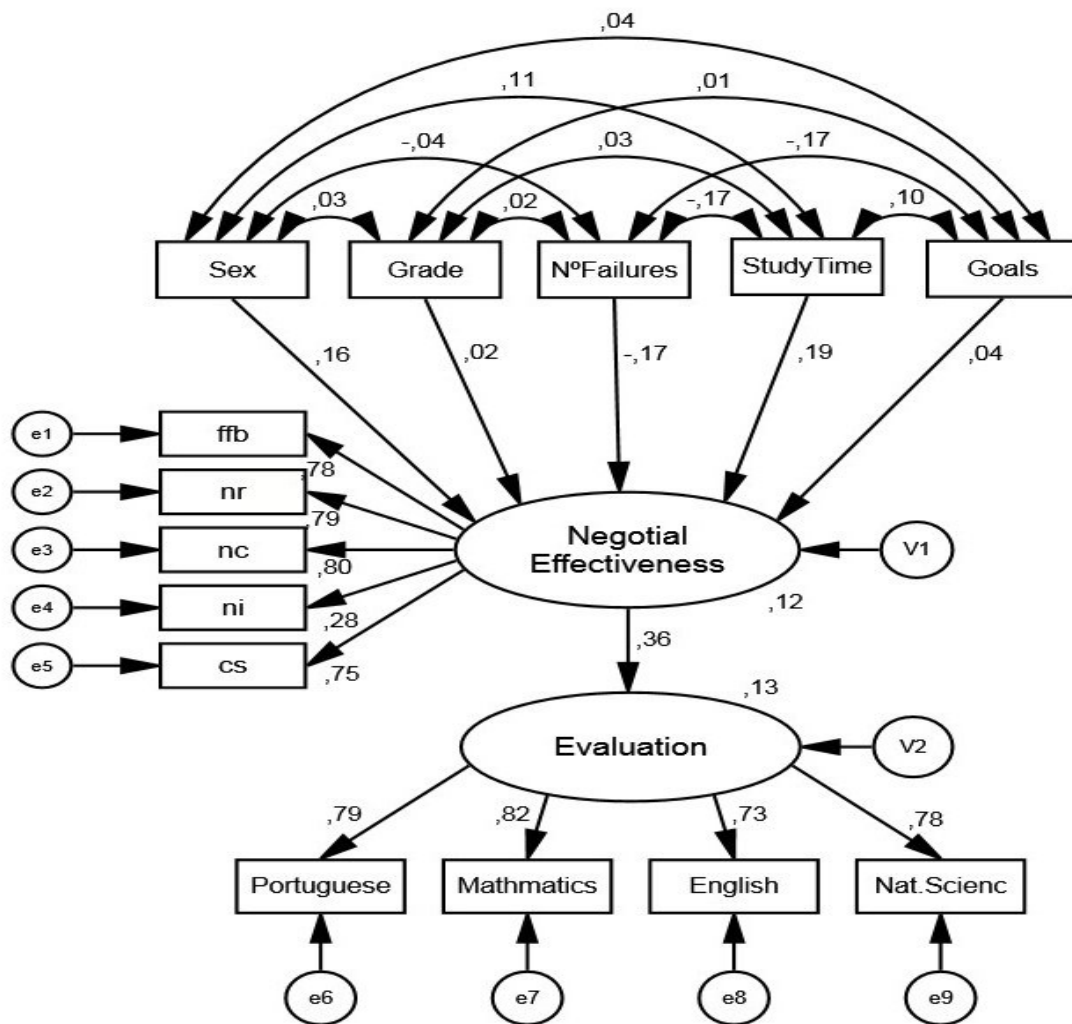 ,04
,11
,01
-,04
,03
-,17
,03
,02
-,17
,10
Sex
Grade
NºFailures
StudyTime
Goals
,16
,02
-,17
,19
,04
e1
ffb
,78
e2
nr
,79
e3
nc
,80
e4
ni
,28
e5
cs
,75
Negotial
Effectiveness
V1
,12
,36
,13
Evaluation
V2
,79
,82
,73
,78
Portuguese
Mathmatics
English
Nat.Scienc
e6
e7
e8
e9